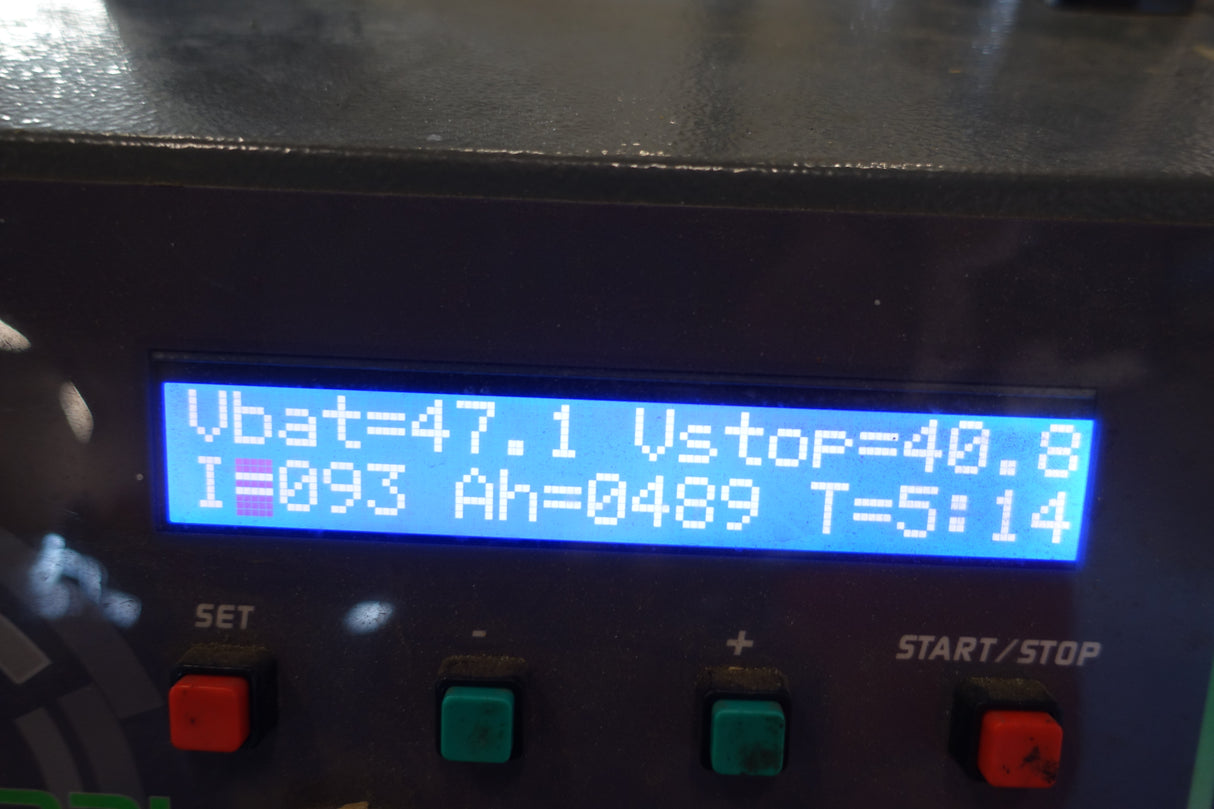 Vbat=47.1 Vstop=40.8
I=093 Ah=0489 T=5:14
SET - + START/STOP